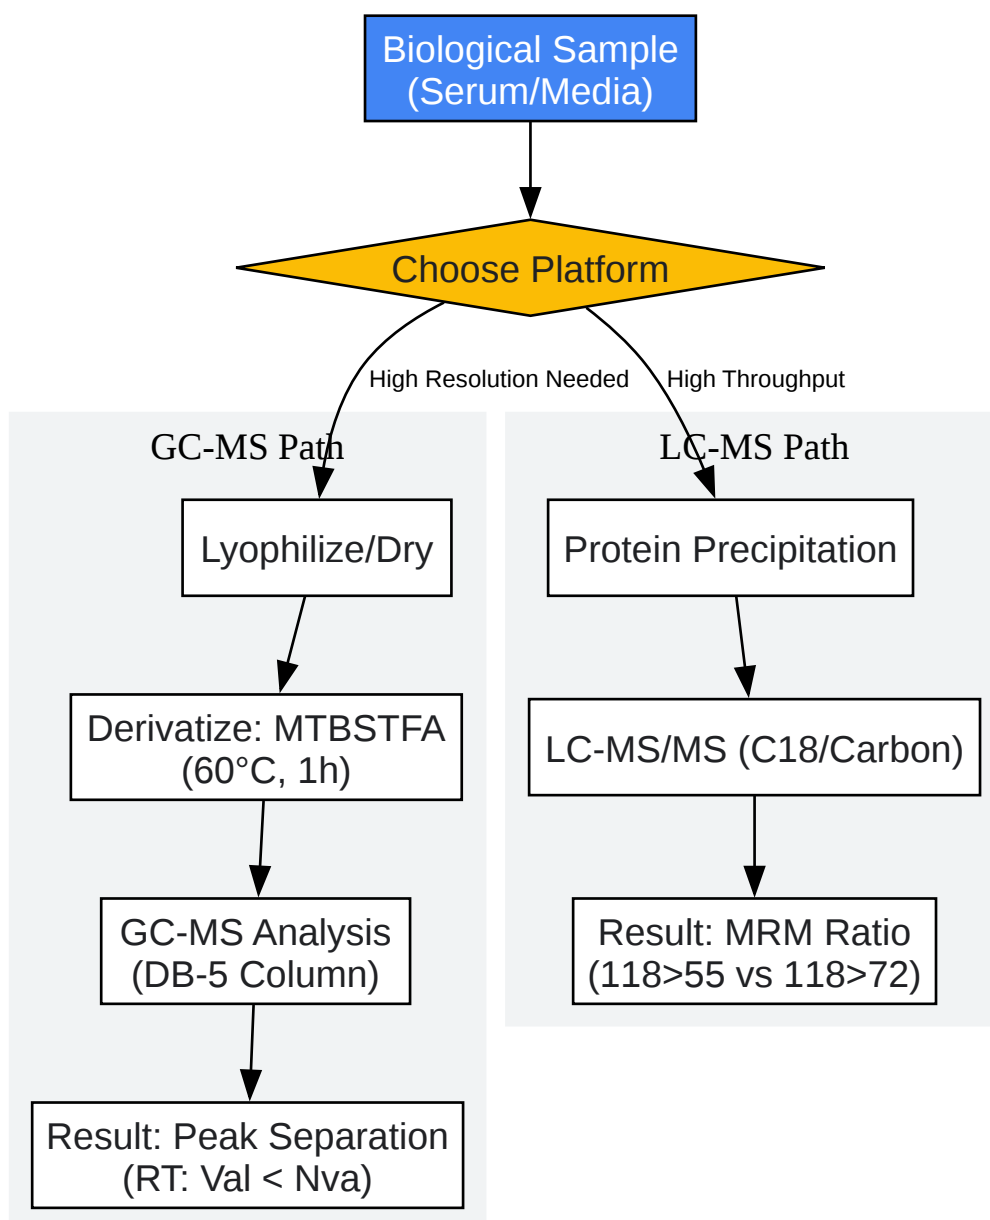 Biological Sample
(Serum/Media)
Choose Platform
High Resolution Needed
High Throughput
GC-MS Path
Lyophilize/Dry
Derivatize: MTBSTFA
(60°C, 1h)
GC-MS Analysis
(DB-5 Column)
Result: Peak Separation
(RT: Val < Nva)
LC-MS Path
Protein Precipitation
LC-MS/MS (C18/Carbon)
Result: MRM Ratio
(118>55 vs 118>72)